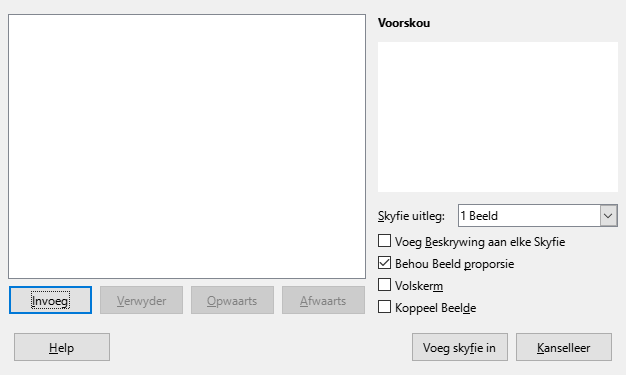 Voorskou
Skyfie uitleg: 1 Beeld
Voeg Beskrywing aan elke Skyfie
Behou Beeld proporsie
Volskerm
Koppel Beelde
Invoeg Verwyder Opwaarts Afwaarts
Help Voeg skyfie in Kanselleer